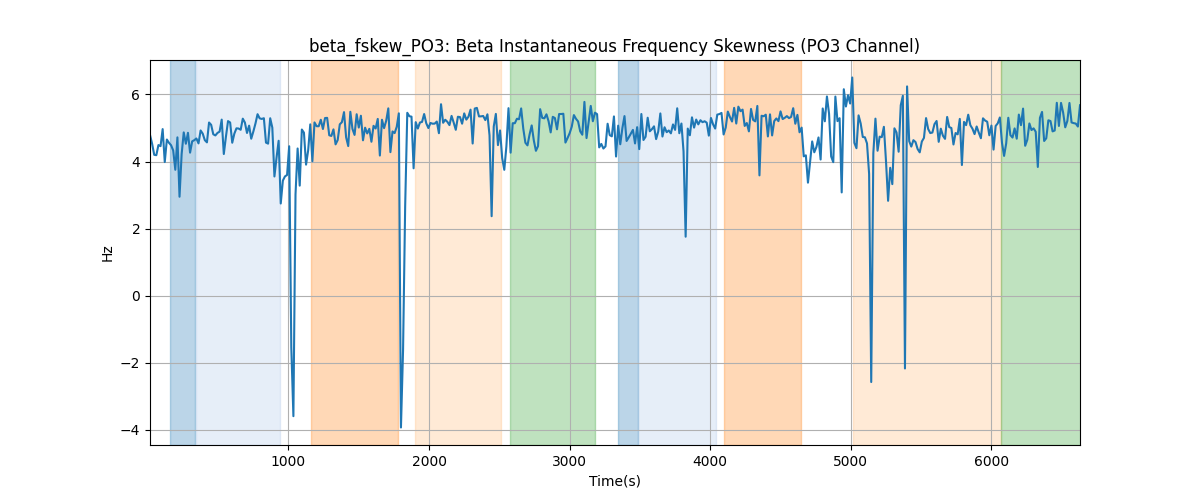 beta_fskew_PO3: Beta Instantaneous Frequency Skewness (PO3 Channel)
6
4
2
0
−2
−4
Hz
1000 2000 3000 4000 5000 6000
Time(s)